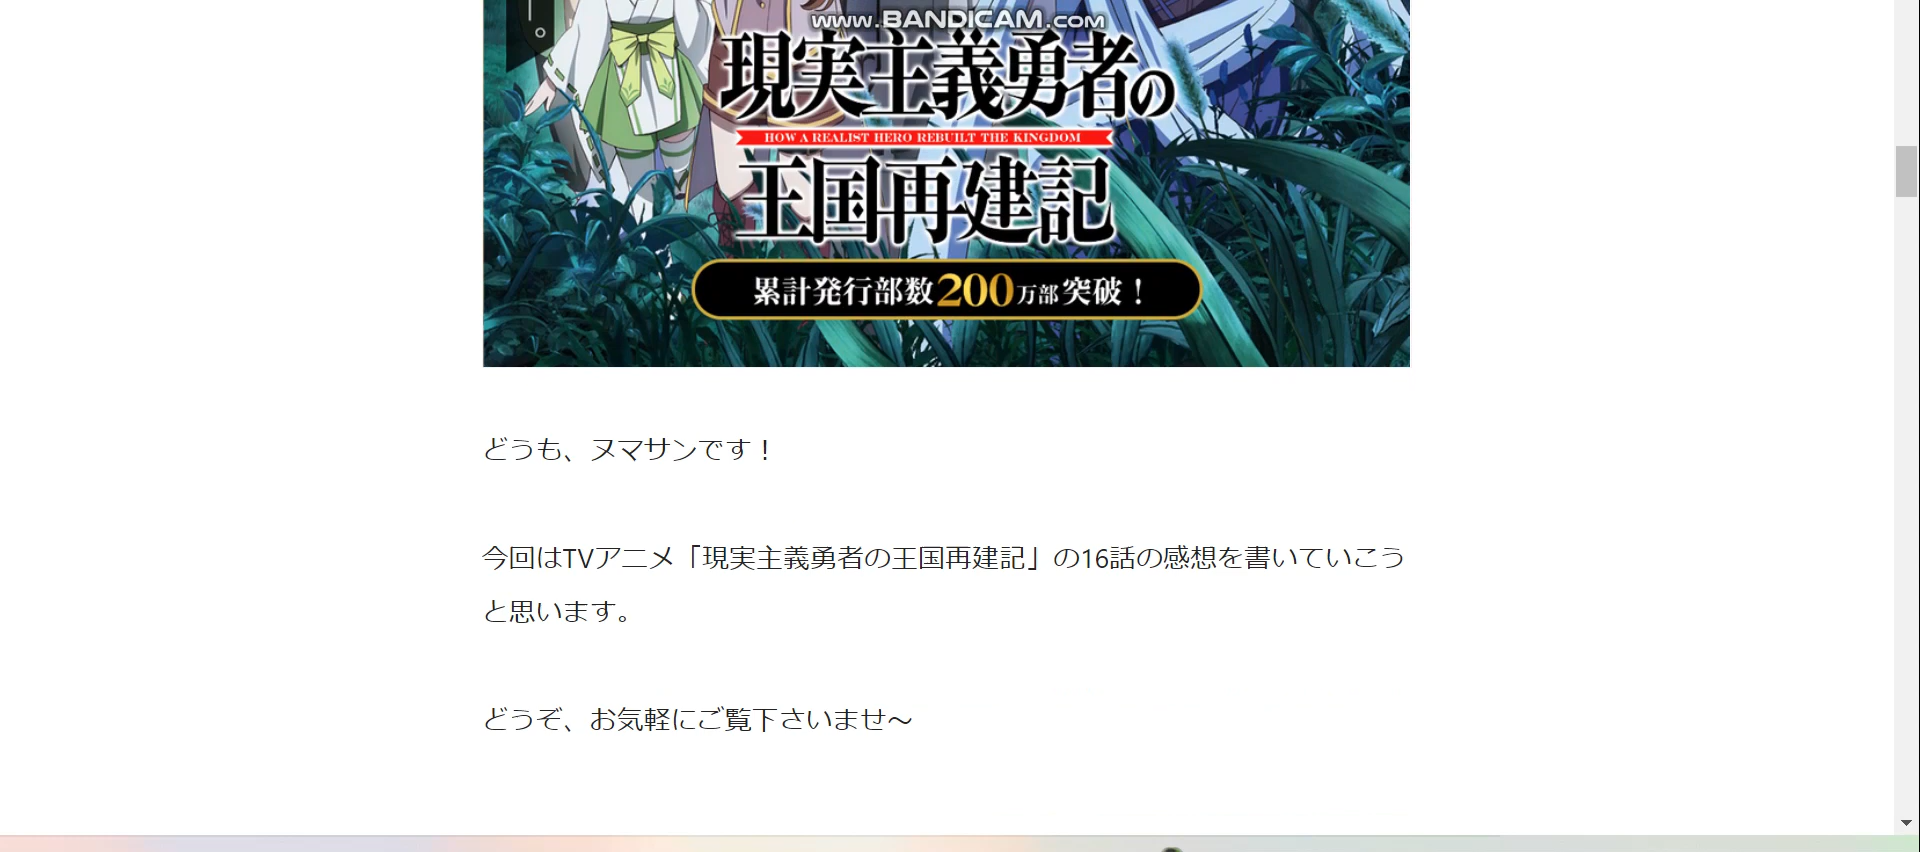 。
www.BANDICAM.com
現実主義勇者の
HOW A REALIST HERO REBUILT THE KINGDOM
王国再建記
累計発行部数200万部突破！
どうも、ヌマサンです！
今回はTVアニメ「現実主義勇者の王国再建記」の16話の感想を書いていこう
と思います。
どうぞ、お気軽にご覧下さいませ～